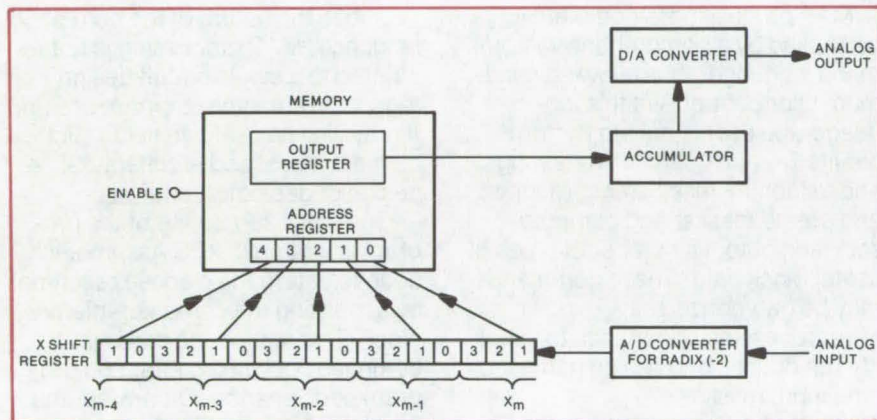 D/A CONVERTER
ANALOG
OUTPUT
MEMORY
OUTPUT
REGISTER
ACCUMULATOR
ENABLE
ADDRESS
REGISTER
4 3 2 1 0
X SHIFT
REGISTER
1 0 3 2 1 0 3 2 1 0 3 2 1 0 3 2 1
A/D CONVERTER
FOR RADIX (-2)
ANALOG
INPUT
Xm-4 Xm-3 Xm-2 Xm-1 Xm